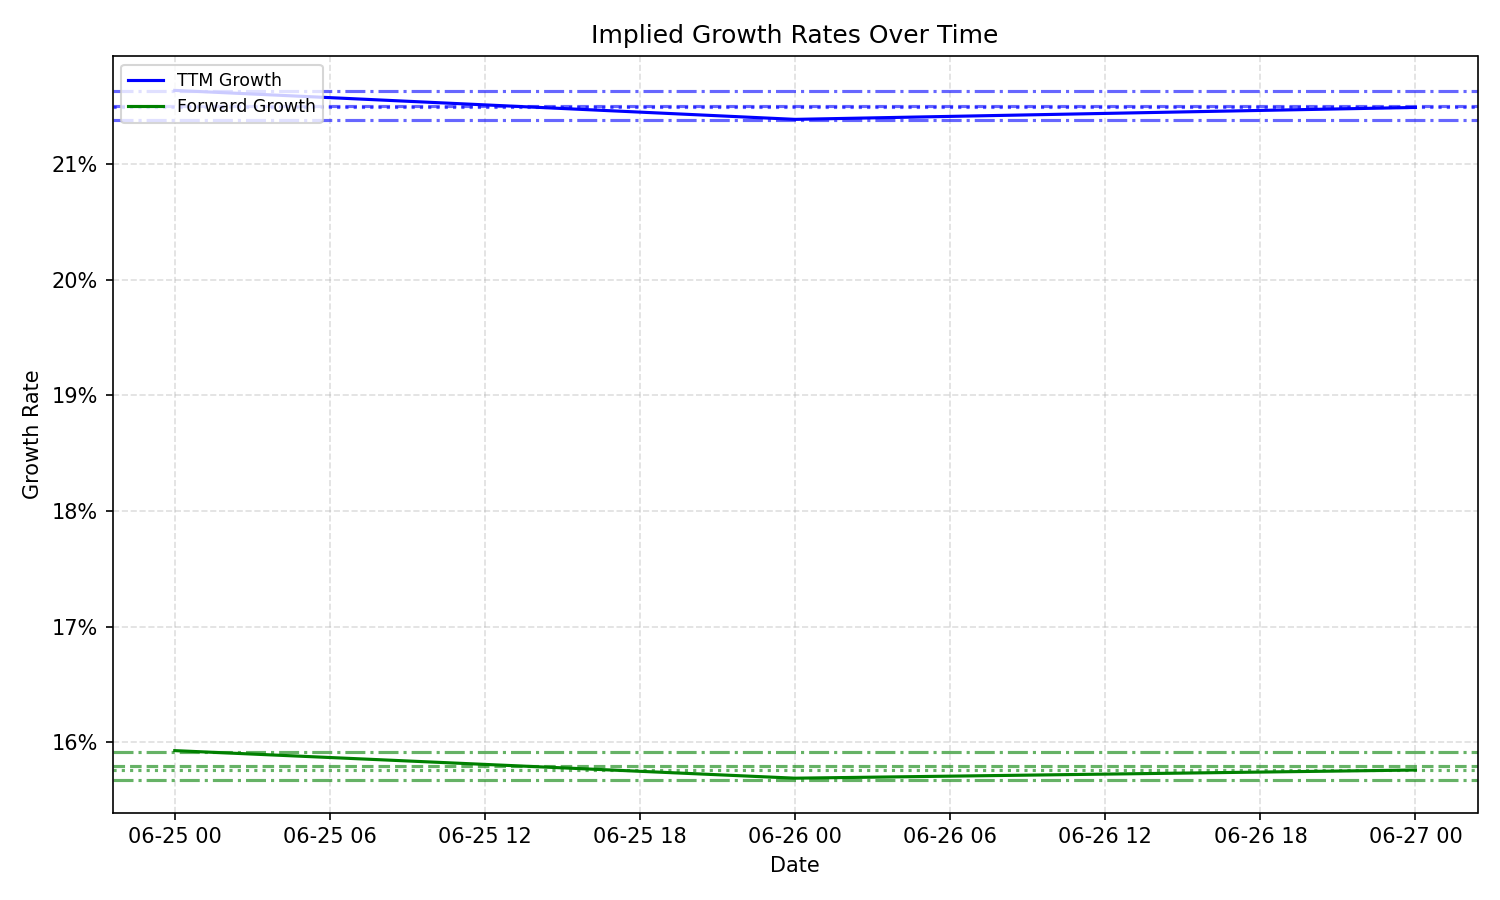 Implied Growth Rates Over Time
TTM Growth
Forward Growth
21%
20%
19%
18%
17%
16%
Growth Rate
06-25 00 06-25 06 06-25 12 06-25 18 06-26 00 06-26 06 06-26 12 06-26 18 06-27 00
Date